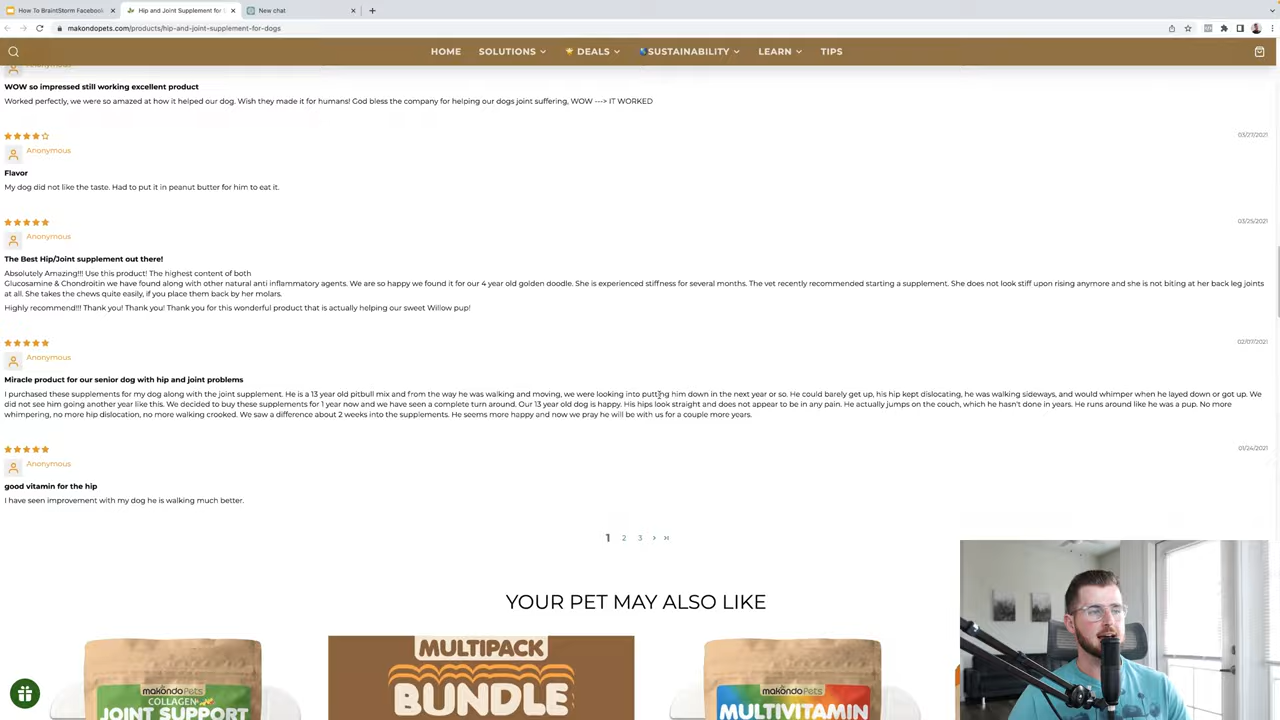 How To BraintStorm Facebook
Hip and Joint Supplement for
New chat
makondopets.com/products/hip-and-joint-supplement-for-dogs
HOME SOLUTIONS DEALS SUSTAINABILITY LEARN TIPS
Anonymous
WOW so impressed still working excellent product
Worked perfectly, we were so amazed at how it helped our dog. Wish they made it for humans! God bless the company for helping our dogs joint suffering, WOW ---> IT WORKED
03/27/2021
Anonymous
Flavor
My dog did not like the taste. Had to put it in peanut butter for him to eat it.
03/25/2021
Anonymous
The Best Hip/Joint supplement out there!
Absolutely Amazing!!! Use this product! The highest content of both
Glucosamine & Chondroitin we have found along with other natural anti inflammatory agents. We are so happy we found it for our 4 year old golden doodle. She is experienced stiffness for several months. The vet recently recommended starting a supplement. She does not look stiff upon rising anymore and she is not biting at her back leg joints
at all. She takes the chews quite easily, if you place them back by her molars.
Highly recommend!!! Thank you! Thank you! Thank you for this wonderful product that is actually helping our sweet Willow pup!
02/07/2021
Anonymous
Miracle product for our senior dog with hip and joint problems
I purchased these supplements for my dog along with the joint supplement. He is a 13 year old pitbull mix and from the way he was walking and moving, we were looking into putting him down in the next year or so. He could barely get up, his hip kept dislocating, he was walking sideways, and would whimper when he layed down or got up. We
did not see him going another year like this. We decided to buy these supplements for 1 year now and we have seen a complete turn around. Our 13 year old dog is happy. His hips look straight and does not appear to be in any pain. He actually jumps on the couch, which he hasn't done in years. He runs around like he was a pup. No more
whimpering, no more hip dislocation, no more walking crooked. We saw a difference about 2 weeks into the supplements. He seems more happy and now we pray he will be with us for a couple more years.
01/24/2021
Anonymous
good vitamin for the hip
I have seen improvement with my dog he is walking much better.
1 2 3
YOUR PET MAY ALSO LIKE
makondoPets
COLLAGEN
JOINT SUPPORT
MULTIPACK
BUNDLE
makondoPets
MULTIVITAMIN